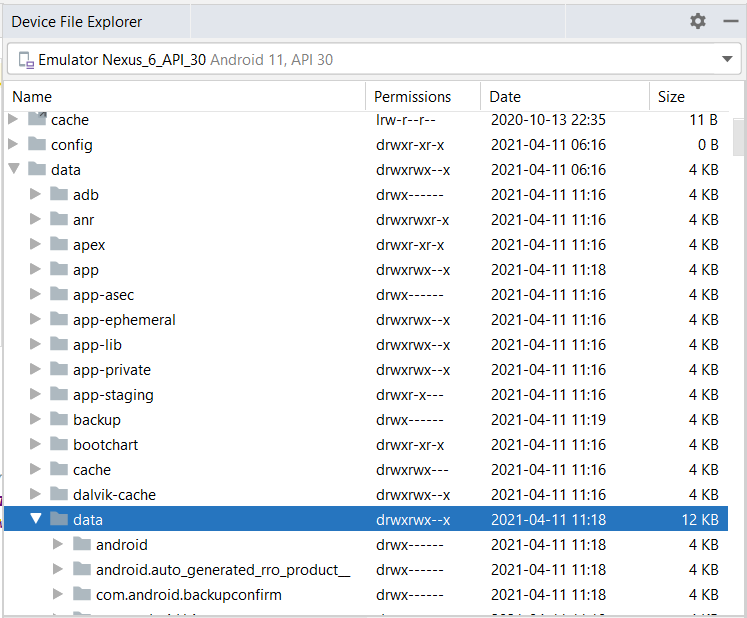 Device File Explorer
Emulator Nexus_6_API_30 Android 11, API 30
Name Permissions Date Size
cache lrw-r--r-- 2020-10-13 22:35 11 B
config drwxr-xr-x 2021-04-11 06:16 0 B
data drwxrwx--x 2021-04-11 06:16 4 KB
adb drwx------ 2021-04-11 11:16 4 KB
anr drwxrwxr-x 2021-04-11 11:16 4 KB
apex drwxr-xr-x 2021-04-11 11:16 4 KB
app drwxrwx--x 2021-04-11 11:18 4 KB
app-asec drwx------ 2021-04-11 11:16 4 KB
app-ephemeral drwxrwx--x 2021-04-11 11:16 4 KB
app-lib drwxrwx--x 2021-04-11 11:16 4 KB
app-private drwxrwx--x 2021-04-11 11:16 4 KB
app-staging drwxr-x--- 2021-04-11 11:16 4 KB
backup drwx------ 2021-04-11 11:19 4 KB
bootchart drwxr-xr-x 2021-04-11 11:16 4 KB
cache drwxrwx--- 2021-04-11 11:16 4 KB
dalvik-cache drwxrwx--x 2021-04-11 11:16 4 KB
data drwxrwx--x 2021-04-11 11:18 12 KB
android drwx------ 2021-04-11 11:18 4 KB
android.auto_generated_rro_product__ drwx------ 2021-04-11 11:18 4 KB
com.android.backupconfirm drwx------ 2021-04-11 11:18 4 KB